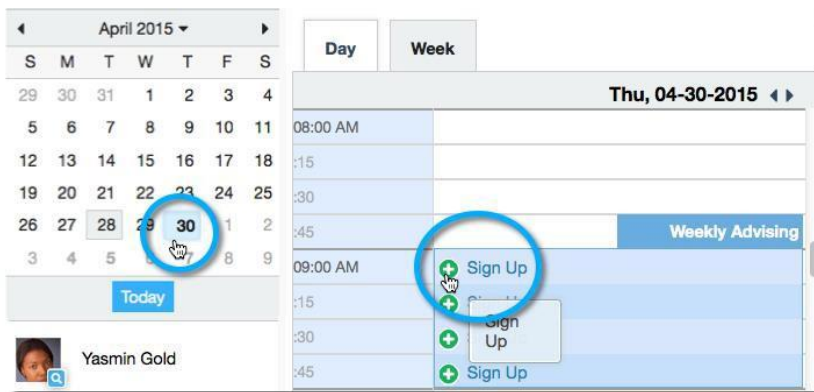 April 2015
S M T W T F S
29 30 31 1 2 3 4
5 6 7 8 9 10 11
12 13 14 15 16 17 18
19 20 21 22 23 24 25
26 27 28 29 30 1 2
3 4 5 6 7 8 9
Today
Yasmin Gold
Day Week
Thu, 04-30-2015
08:00 AM
:15
:30
:45 Weekly Advising
09:00 AM Sign Up
:15
Sign
:30 Up
:45 Sign Up